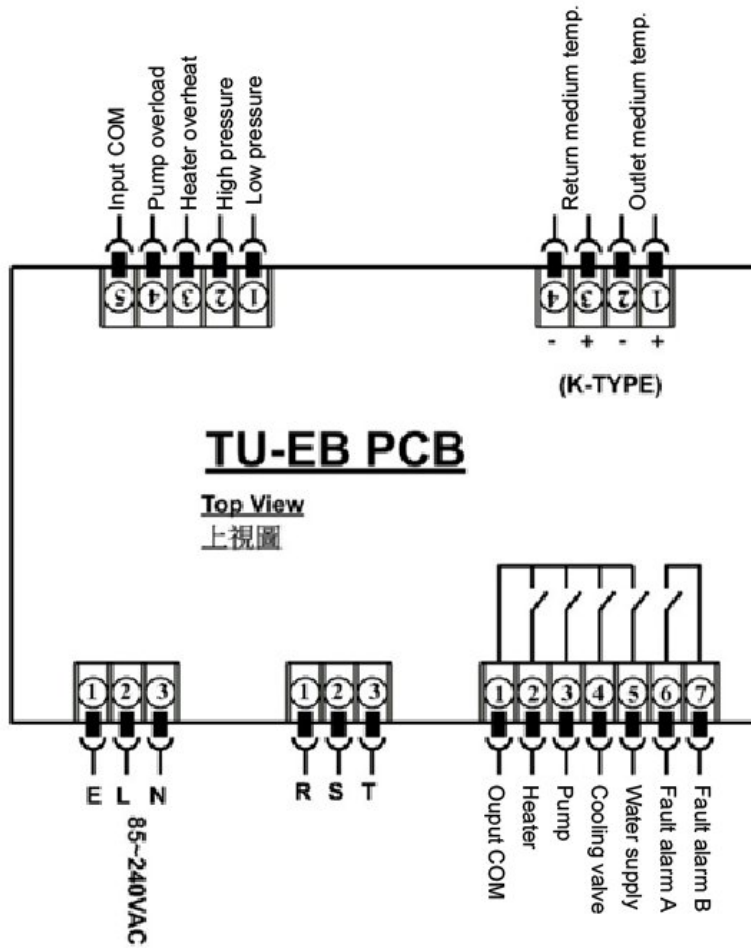 Input COM
Pump overload
Heater overheat
High pressure
Low pressure
Return medium temp.
Outlet medium temp.
5 4 3 2 1
4 3 2 1
- + - +
(K-TYPE)
TU-EB PCB
Top View
上視圖
1 2 3
1 2 3
1 2 3 4 5 6 7
E L N
R S T
85~240VAC
Ouput COM
Heater
Pump
Cooling valve
Water supply
Fault alarm A
Fault alarm B